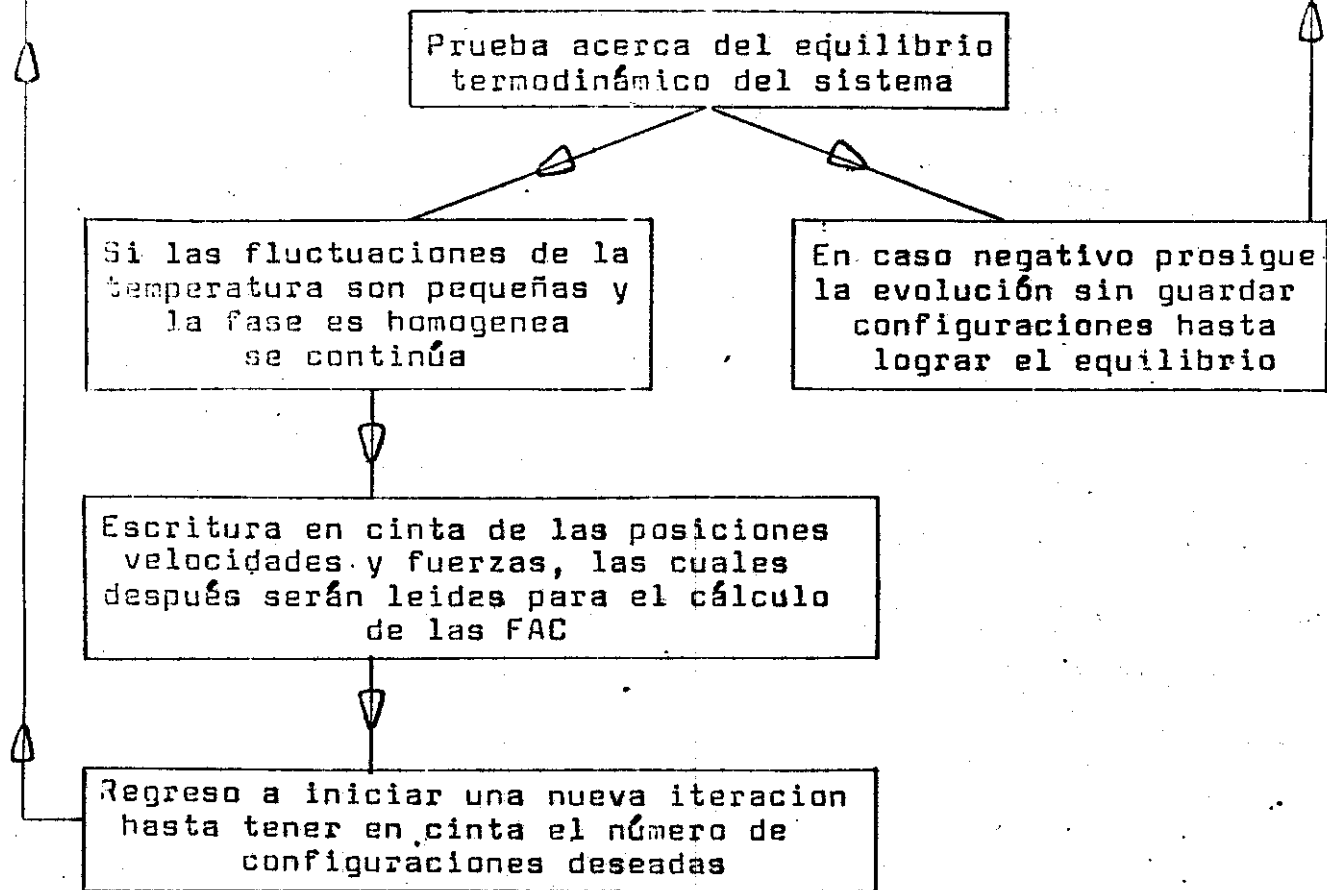 Prueba acerca del equilibrio
termodinámico del sistema
Si las fluctuaciones de la
temperatura son pequeñas y
la fase es homogenea
se continúa
En caso negativo prosigue
la evolución sin guardar
configuraciones hasta
lograr el equilibrio
Escritura en cinta de las posiciones
velocidades y fuerzas, las cuales
después serán leidas para el cálculo
de las FAC
Regreso a iniciar una nueva iteracion
hasta tener en cinta el número de
configuraciones deseadas